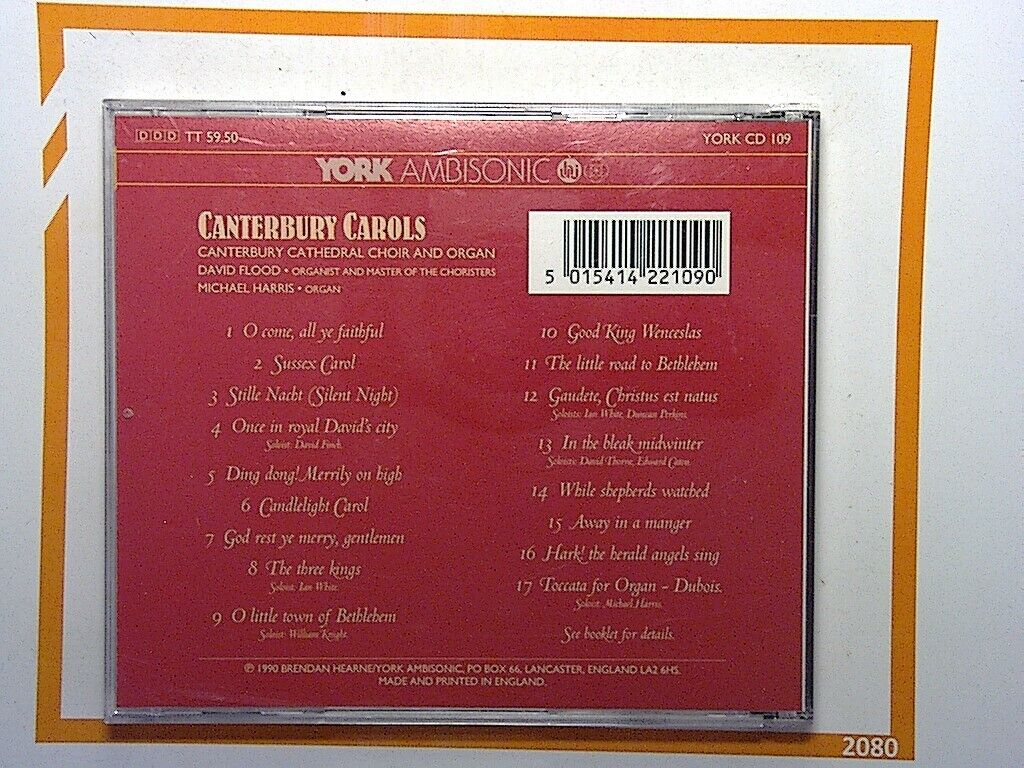 DDD TT 59.50
YORK CD 109
YORK AMBISONIC
CANTERBURY CAROLS
CANTERBURY CATHEDRAL CHOIR AND ORGAN
DAVID FLOOD • ORGANIST AND MASTER OF THE CHORISTERS
MICHAEL HARRIS • ORGAN
5 015414 221090
1 O come, all ye faithful
2 Sussex Carol
3 Stille Nacht (Silent Night)
4 Once in royal David's city
Soloist: David Finch.
5 Ding dong! Merrily on high
6 Candlelight Carol
7 God rest ye merry, gentlemen
8 The three kings
Soloist: Ian White.
9 O little town of Bethlehem
Soloist: William Knight.
10 Good King Wenceslas
11 The little road to Bethlehem
12 Gaudete, Christus est natus
Soloists: Ian White, Duncan Perkins.
13 In the bleak midwinter
Soloists: David Thorne, Edward Caton.
14 While shepherds watched
15 Away in a manger
16 Hark! the herald angels sing
17 Toccata for Organ - Dubois.
Soloist: Michael Harris.
See booklet for details.
℗ 1990 BRENDAN HEARNE/YORK AMBISONIC, PO BOX 66, LANCASTER, ENGLAND LA2 6HS.
MADE AND PRINTED IN ENGLAND.
2080